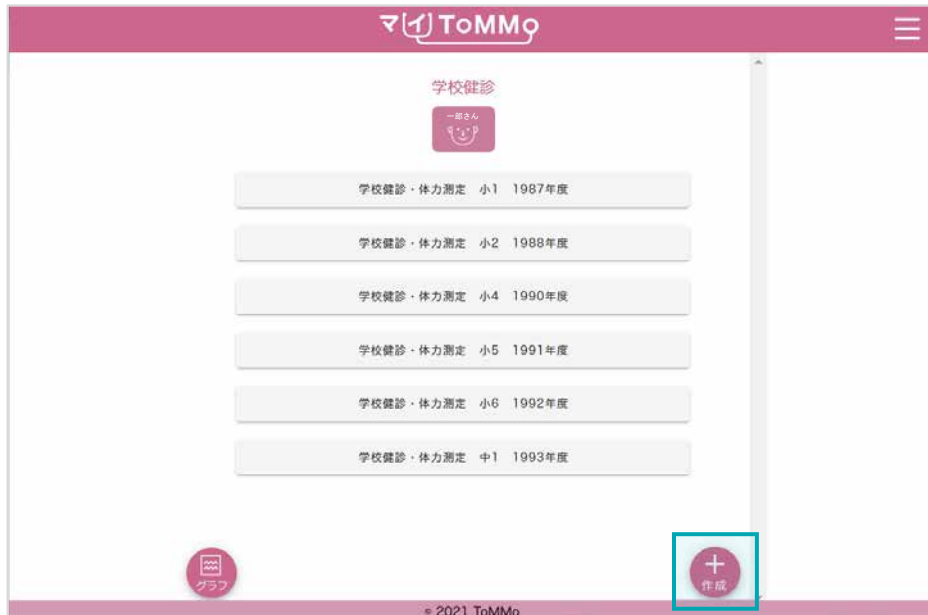 マイ ToMMo
学校健診
一郎さん
学校健診・体力測定　小1　1987年度
学校健診・体力測定　小2　1988年度
学校健診・体力測定　小4　1990年度
学校健診・体力測定　小5　1991年度
学校健診・体力測定　小6　1992年度
学校健診・体力測定　中1　1993年度
グラフ
作成
© 2021 ToMMo